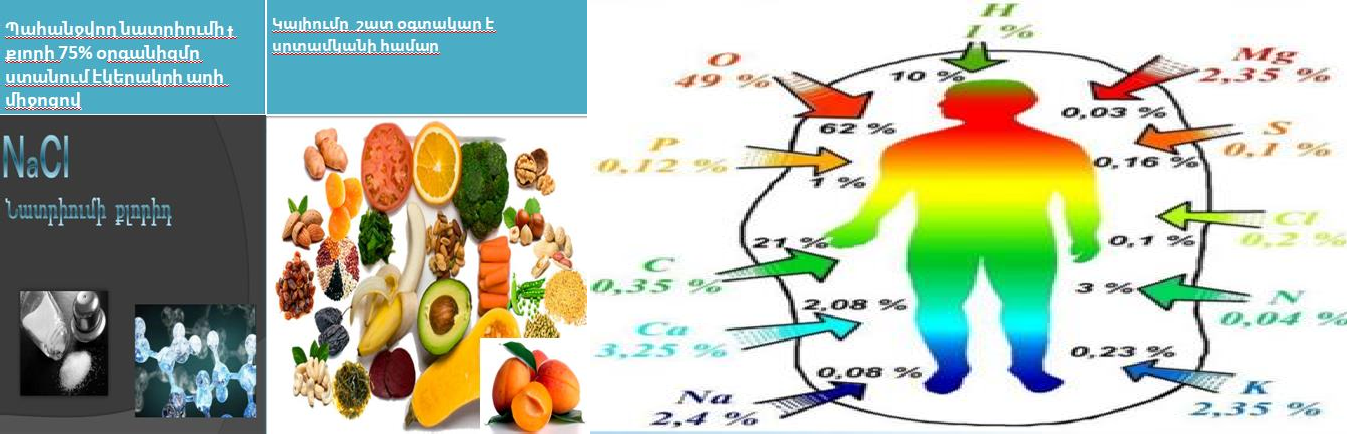 Պահանջվող նատրիումի և
քլորի 75% օրգանիզմը
ստանում է կերակրի աղի
միջոցով
Կալիումը շատ օգտակար է
սրտամկանի համար
NaCl
Նատրիումի քլորիդ
H
1 %
10 %
O
49 %
62 %
Mg
2,35 %
0,03 %
P
0,12 %
1 %
S
0,1 %
0,16 %
Cl
0,2 %
0,1 %
C
0,35 %
21 %
N
0,04 %
3 %
Ca
3,25 %
2,08 %
K
2,35 %
0,23 %
Na
2,4 %
0,08 %